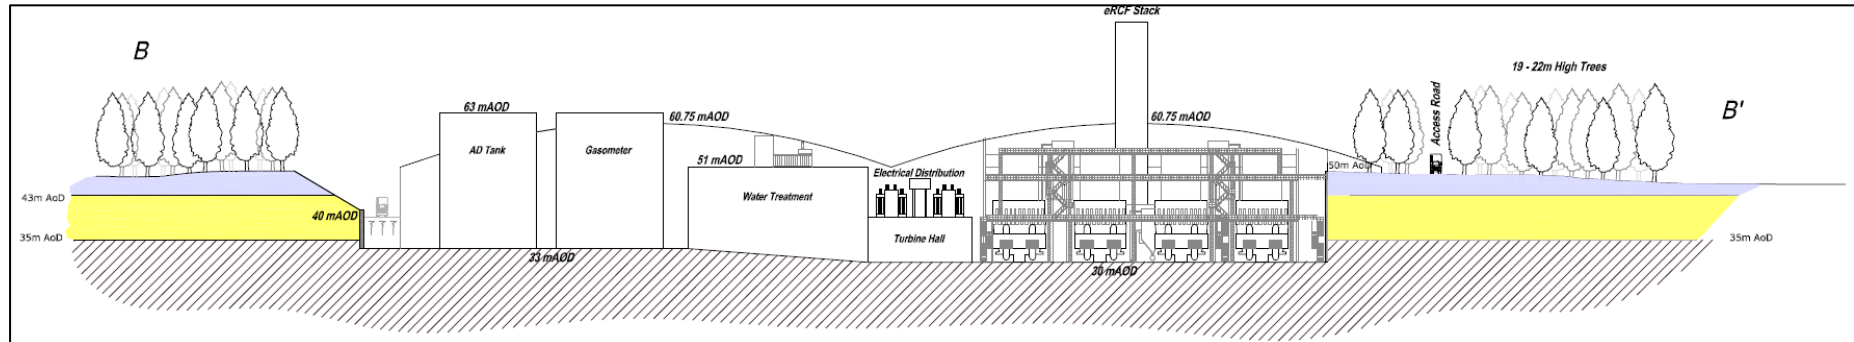 eRCF Stack
B
19 - 22m High Trees
Access Road
B'
63 mAOD
60.75 mAOD
60.75 mAOD
AD Tank
Gasometer
51 mAOD
Electrical Distribution
50m AoD
Water Treatment
43m AoD
40 mAOD
35m AoD
Turbine Hall
35m AoD
33 mAOD
30 mAOD